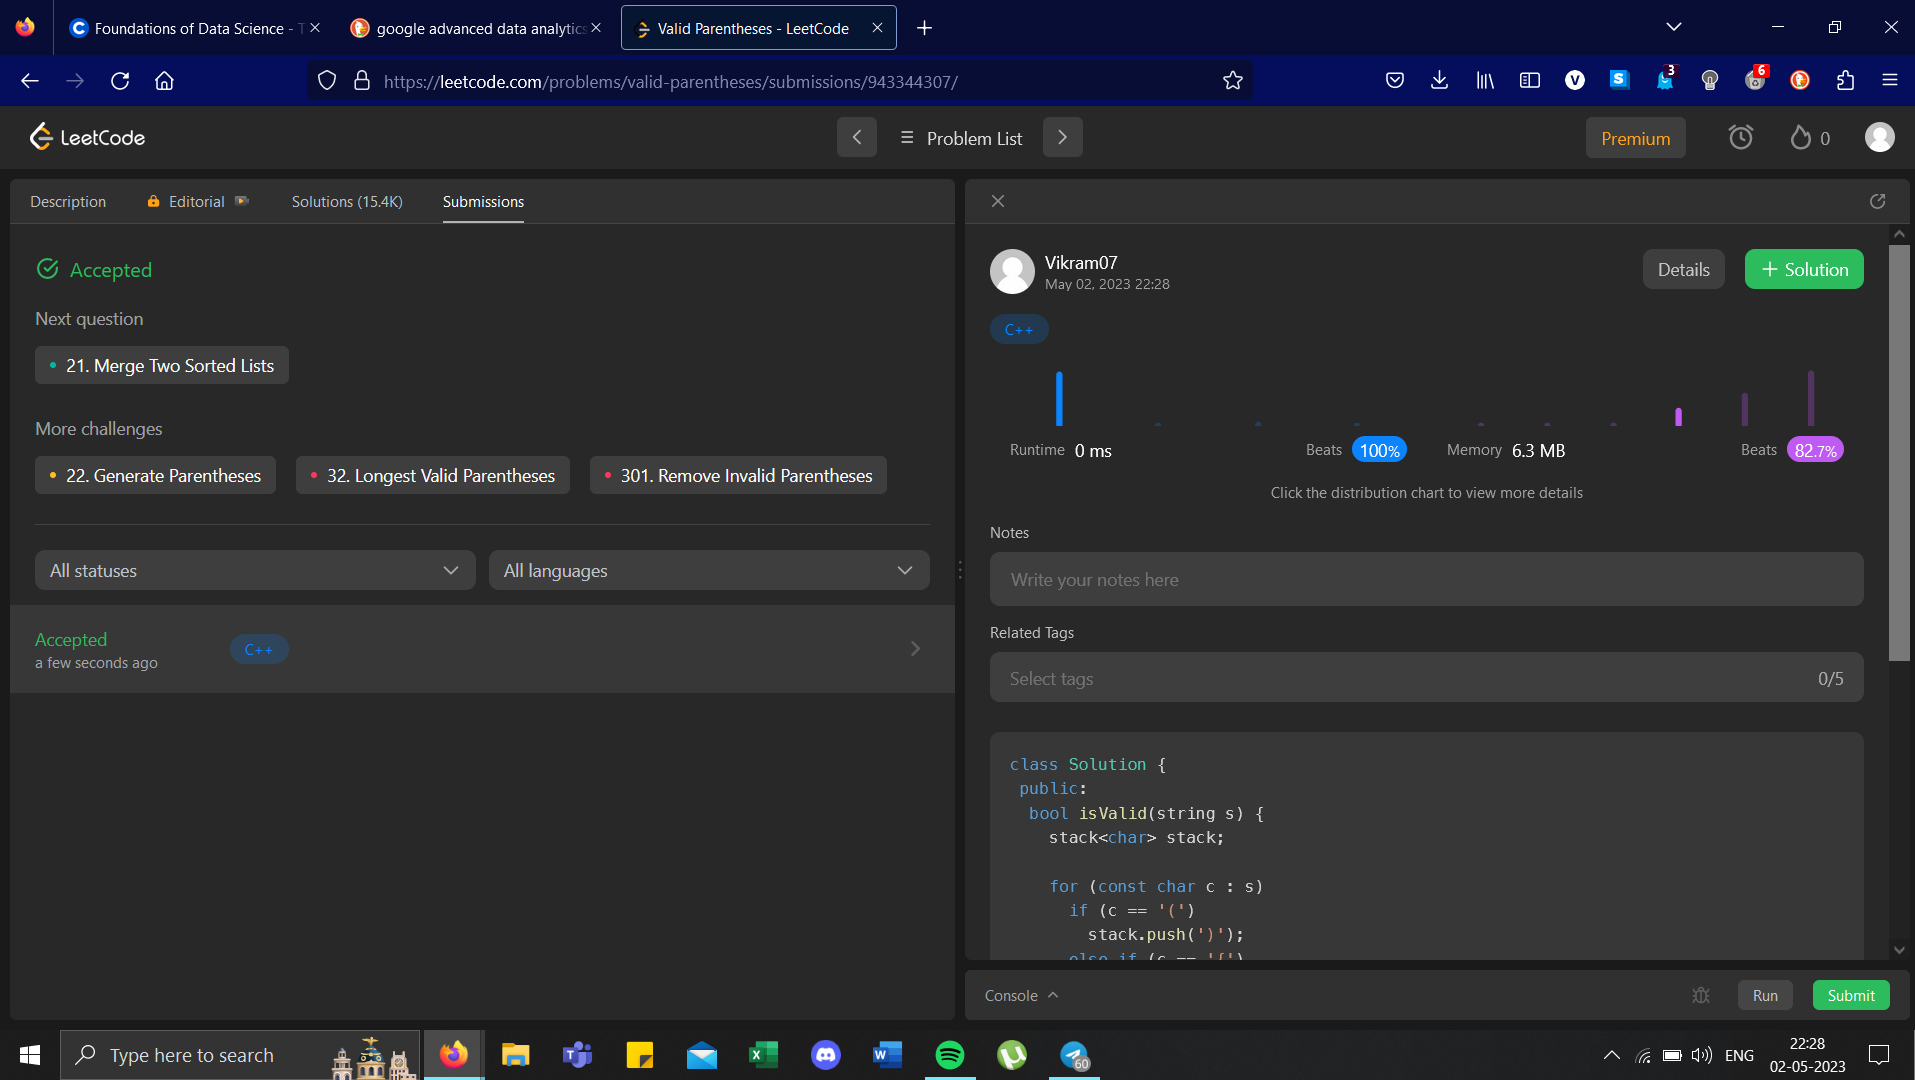 Foundations of Data Science - T
google advanced data analytics
Valid Parentheses - LeetCode
https://leetcode.com/problems/valid-parentheses/submissions/943344307/
3
6
LeetCode
Problem List
Premium
0
Description
Editorial
Solutions (15.4K)
Submissions
Accepted
Next question
21. Merge Two Sorted Lists
More challenges
22. Generate Parentheses
32. Longest Valid Parentheses
301. Remove Invalid Parentheses
All statuses
All languages
Accepted
a few seconds ago
C++
Vikram07
May 02, 2023 22:28
Details
+ Solution
C++
Runtime 0 ms
Beats 100%
Memory 6.3 MB
Beats 82.7%
Click the distribution chart to view more details
Notes
Write your notes here
Related Tags
Select tags
0/5
class Solution {
public:
bool isValid(string s) {
stack<char> stack;
for (const char c : s)
if (c == '(')
stack.push(')');
else if (c == '{')
Console
Run
Submit
Type here to search
60
ENG
22:28
02-05-2023